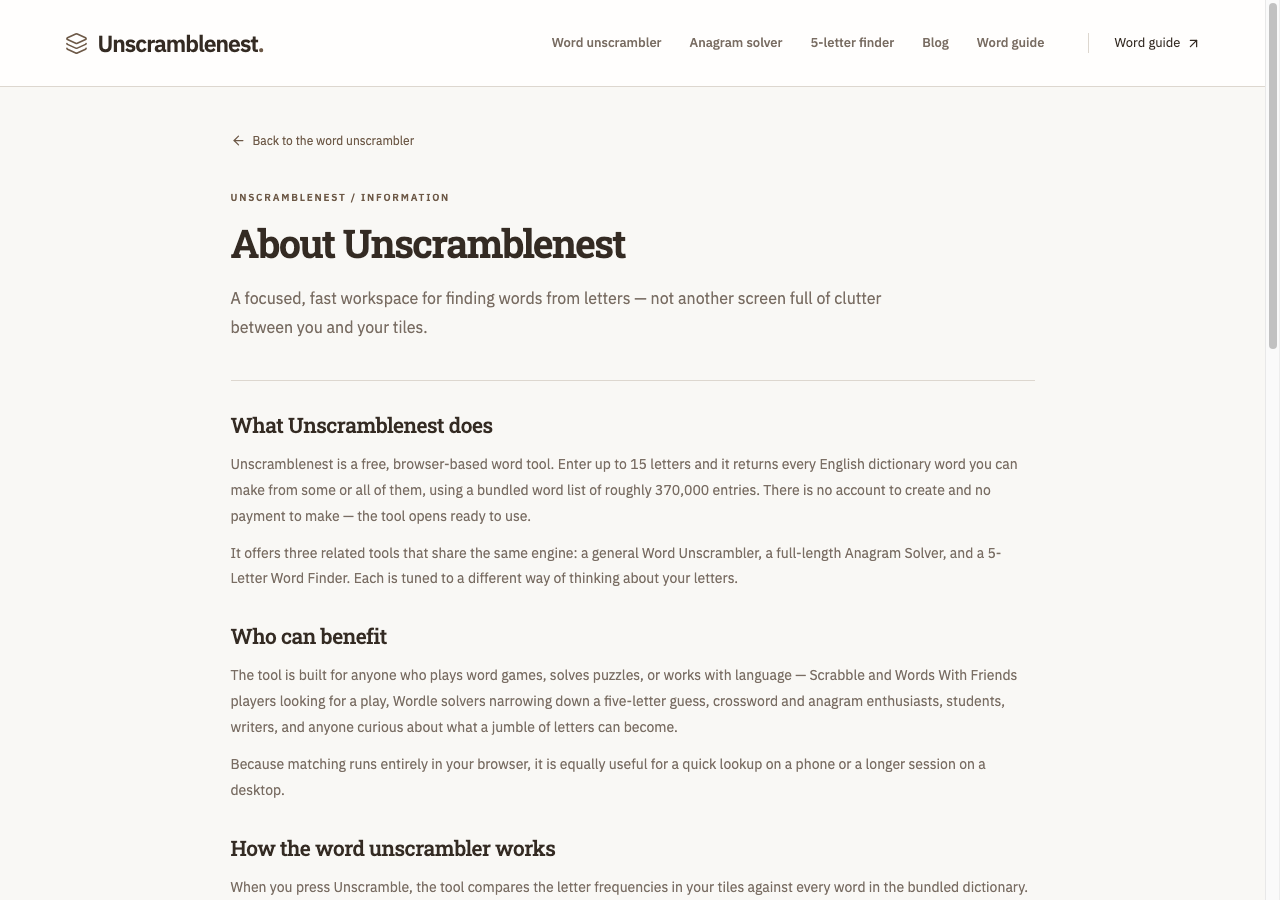 Unscramblenest.
Word unscrambler Anagram solver 5-letter finder Blog Word guide Word guide
Back to the word unscrambler
UNSCRAMBLENEST / INFORMATION
About Unscramblenest
A focused, fast workspace for finding words from letters — not another screen full of clutter
between you and your tiles.
What Unscramblenest does
Unscramblenest is a free, browser-based word tool. Enter up to 15 letters and it returns every English dictionary word you can
make from some or all of them, using a bundled word list of roughly 370,000 entries. There is no account to create and no
payment to make — the tool opens ready to use.
It offers three related tools that share the same engine: a general Word Unscrambler, a full-length Anagram Solver, and a 5-
Letter Word Finder. Each is tuned to a different way of thinking about your letters.
Who can benefit
The tool is built for anyone who plays word games, solves puzzles, or works with language — Scrabble and Words With Friends
players looking for a play, Wordle solvers narrowing down a five-letter guess, crossword and anagram enthusiasts, students,
writers, and anyone curious about what a jumble of letters can become.
Because matching runs entirely in your browser, it is equally useful for a quick lookup on a phone or a longer session on a
desktop.
How the word unscrambler works
When you press Unscramble, the tool compares the letter frequencies in your tiles against every word in the bundled dictionary.